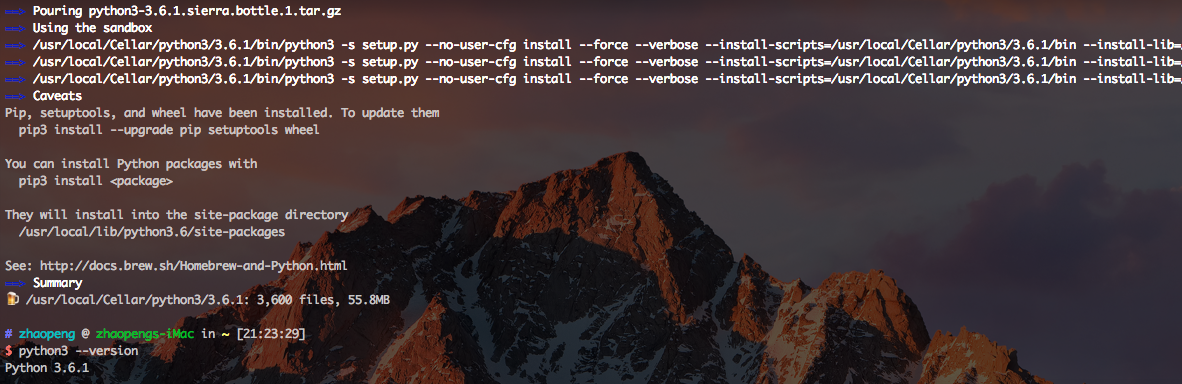 ==> Pouring python3-3.6.1.sierra.bottle.1.tar.gz
==> Using the sandbox
==> /usr/local/Cellar/python3/3.6.1/bin/python3 -s setup.py --no-user-cfg install --force --verbose --install-scripts=/usr/local/Cellar/python3/3.6.1/bin --install-lib=
==> /usr/local/Cellar/python3/3.6.1/bin/python3 -s setup.py --no-user-cfg install --force --verbose --install-scripts=/usr/local/Cellar/python3/3.6.1/bin --install-lib=
==> /usr/local/Cellar/python3/3.6.1/bin/python3 -s setup.py --no-user-cfg install --force --verbose --install-scripts=/usr/local/Cellar/python3/3.6.1/bin --install-lib=
==> Caveats
Pip, setuptools, and wheel have been installed. To update them
  pip3 install --upgrade pip setuptools wheel

You can install Python packages with
  pip3 install <package>

They will install into the site-package directory
  /usr/local/lib/python3.6/site-packages

See: http://docs.brew.sh/Homebrew-and-Python.html
==> Summary
🍺 /usr/local/Cellar/python3/3.6.1: 3,600 files, 55.8MB

# zhaopeng @ zhaopengs-iMac in ~ [21:23:29]
$ python3 --version
Python 3.6.1